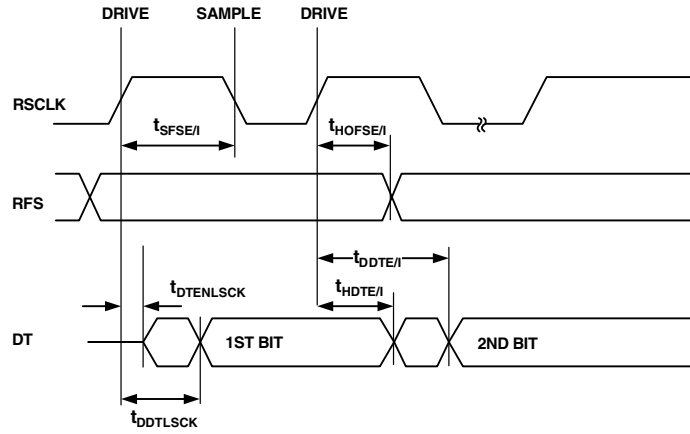 DRIVE SAMPLE DRIVE
RSCLK
tSFSE/I tHOFSE/I
RFS
tDDTE/I
tDTENLSCK tHDTE/I
DT 1ST BIT 2ND BIT
tDDTLSCK